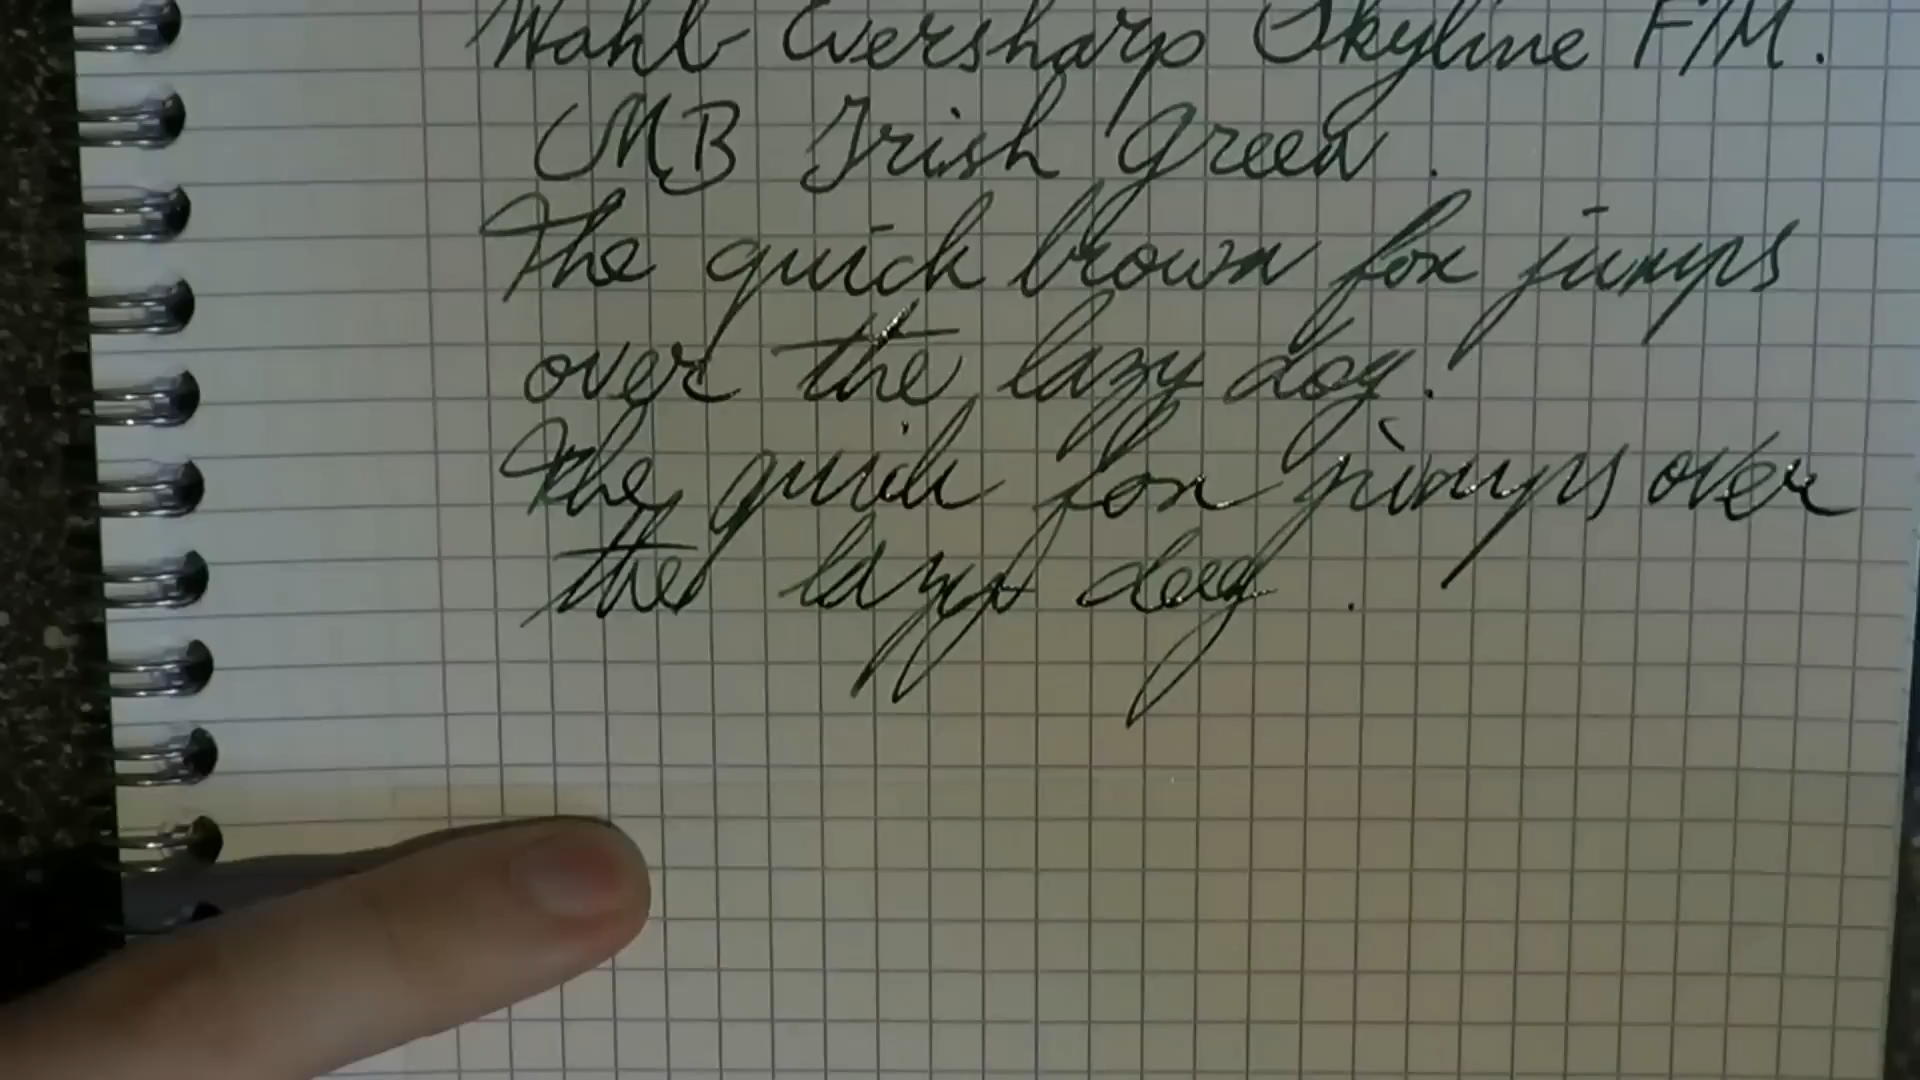 Wahl Eversharp Skyline F/M.
MB Irish Green.
The quick brown fox jumps
over the lazy dog.
The quick fox jumps over
the lazy dog.